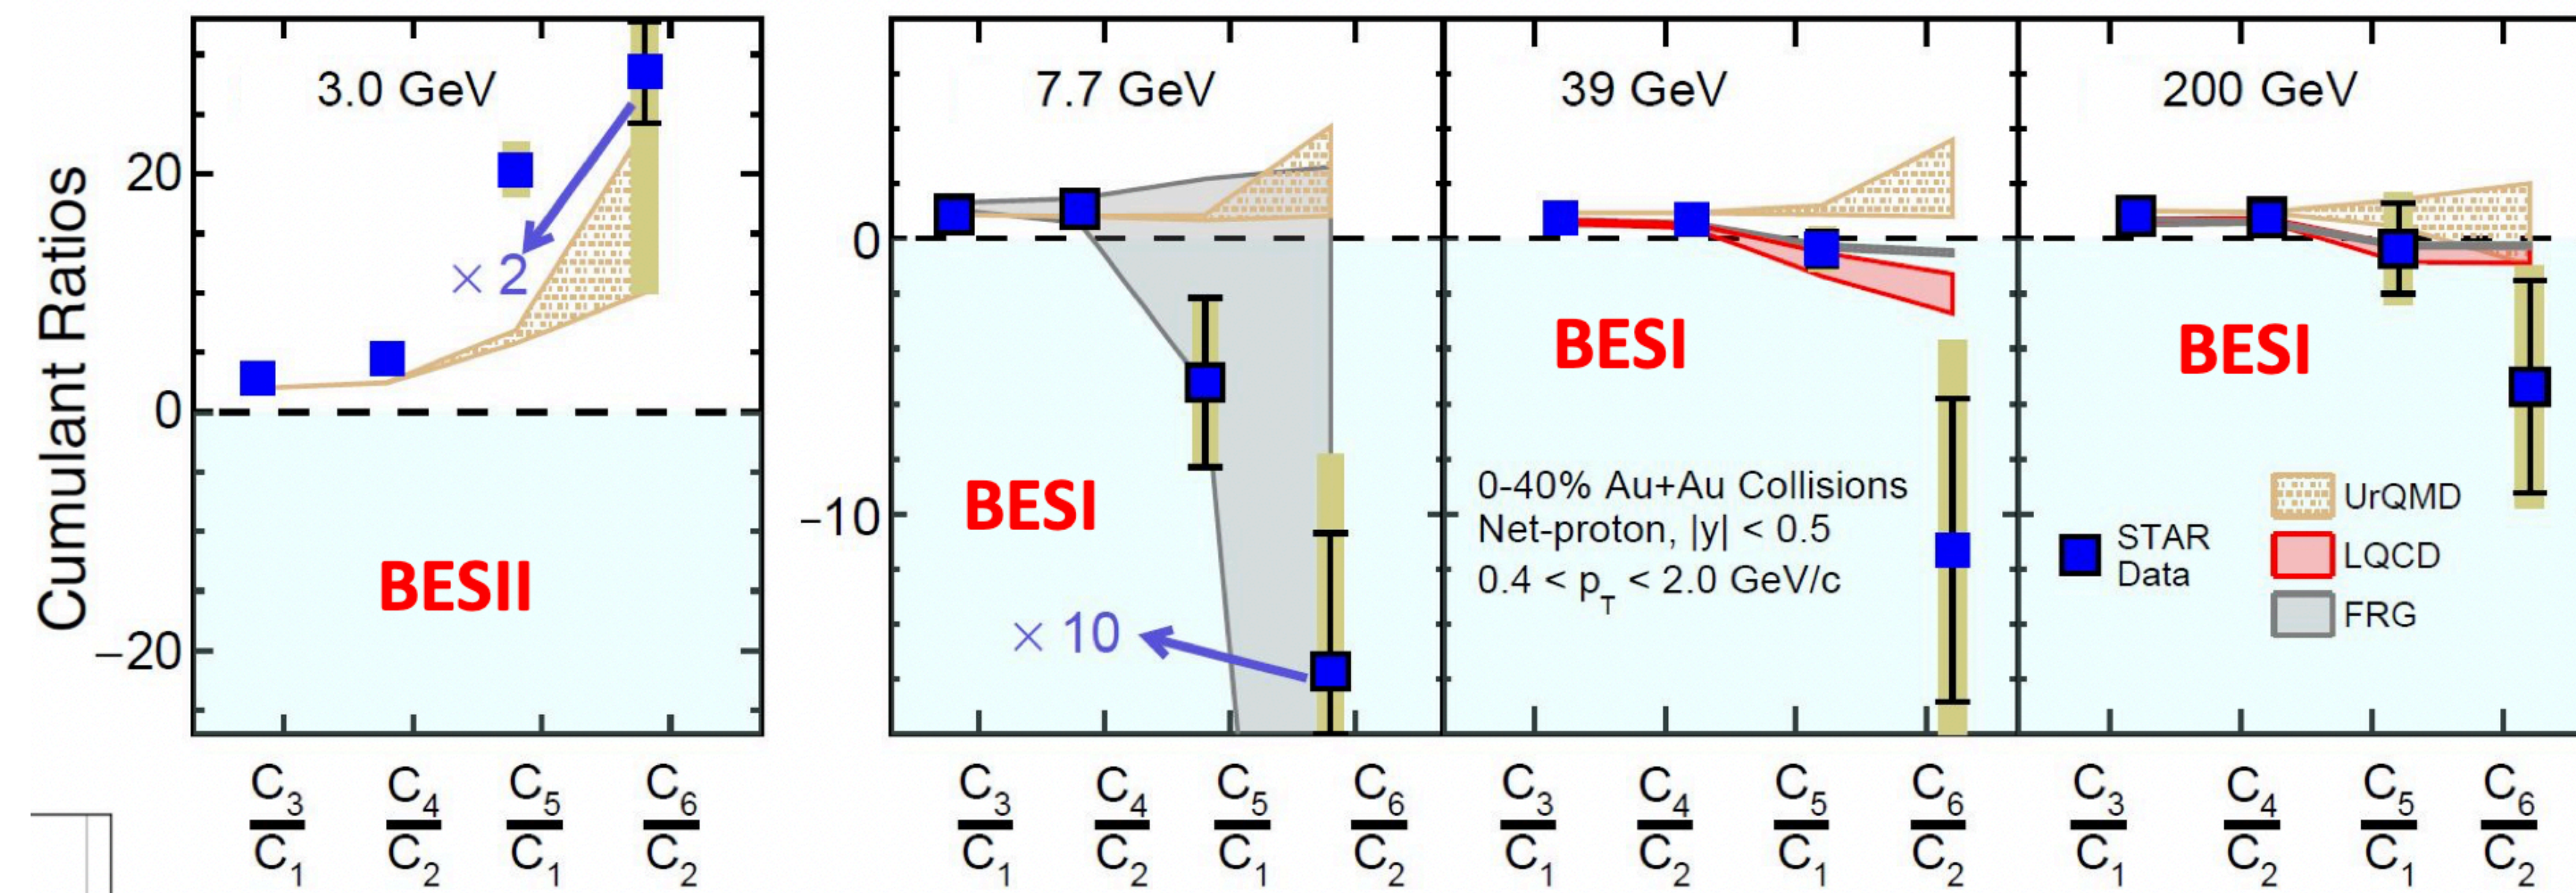 Cumulant Ratios
20
0
−20
3.0 GeV
× 2
BESII
C3/C1 C4/C2 C5/C1 C6/C2
0
−10
7.7 GeV
BESI
× 10
C3/C1 C4/C2 C5/C1 C6/C2
39 GeV
BESI
0-40% Au+Au Collisions
Net-proton, |y| < 0.5
0.4 < pT < 2.0 GeV/c
C3/C1 C4/C2 C5/C1 C6/C2
200 GeV
BESI
STAR
Data
UrQMD
LQCD
FRG
C3/C1 C4/C2 C5/C1 C6/C2